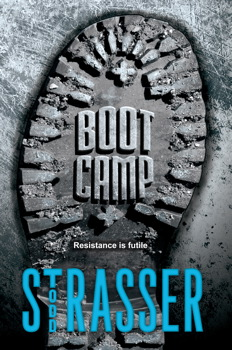 BOOT
CAMP
Resistance is futile
TODD
STRASSER